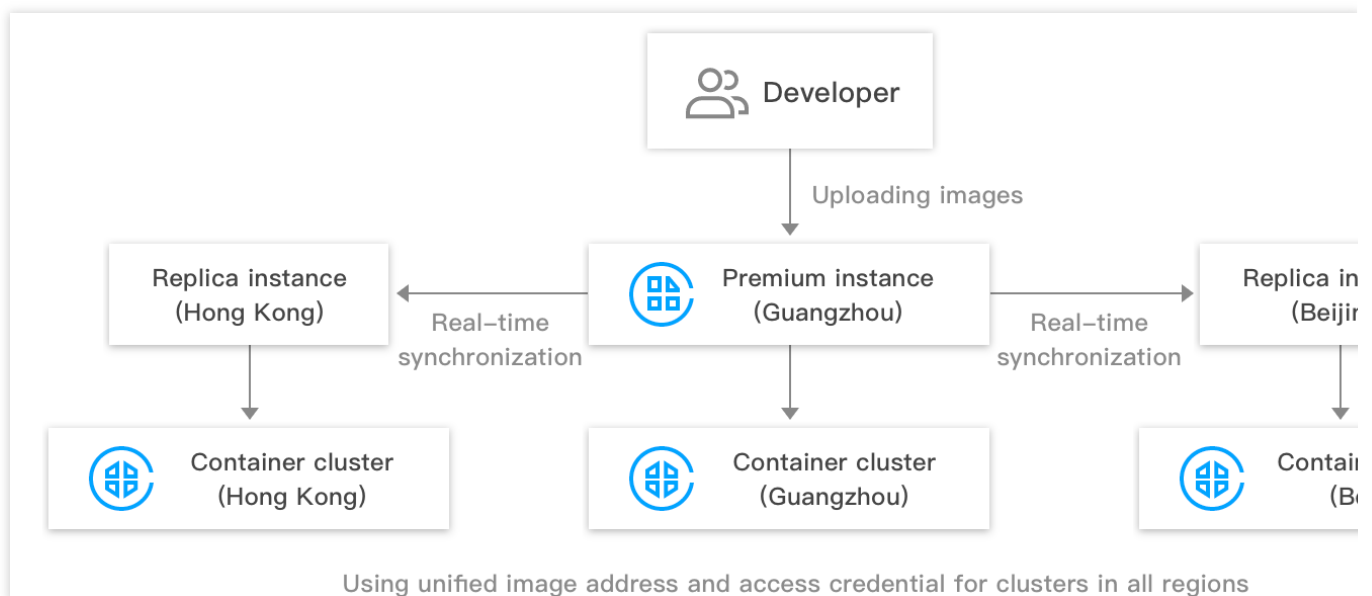 Developer
Uploading images
Replica instance
(Hong Kong)
Real-time
synchronization
Premium instance
(Guangzhou)
Real-time
synchronization
Replica
Container cluster
(Hong Kong)
Container cluster
(Guangzhou)
Using unified image address and access credential for clusters in all regions